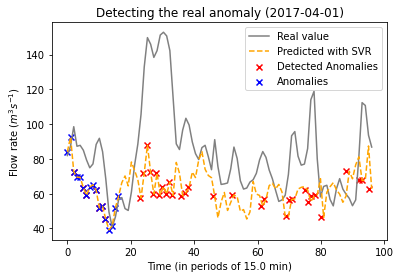 Detecting the real anomaly (2017-04-01)
Real value
Predicted with SVR
Detected Anomalies
Anomalies
Flow rate (m³s⁻¹)
140
120
100
80
60
40
0 20 40 60 80 100
Time (in periods of 15.0 min)